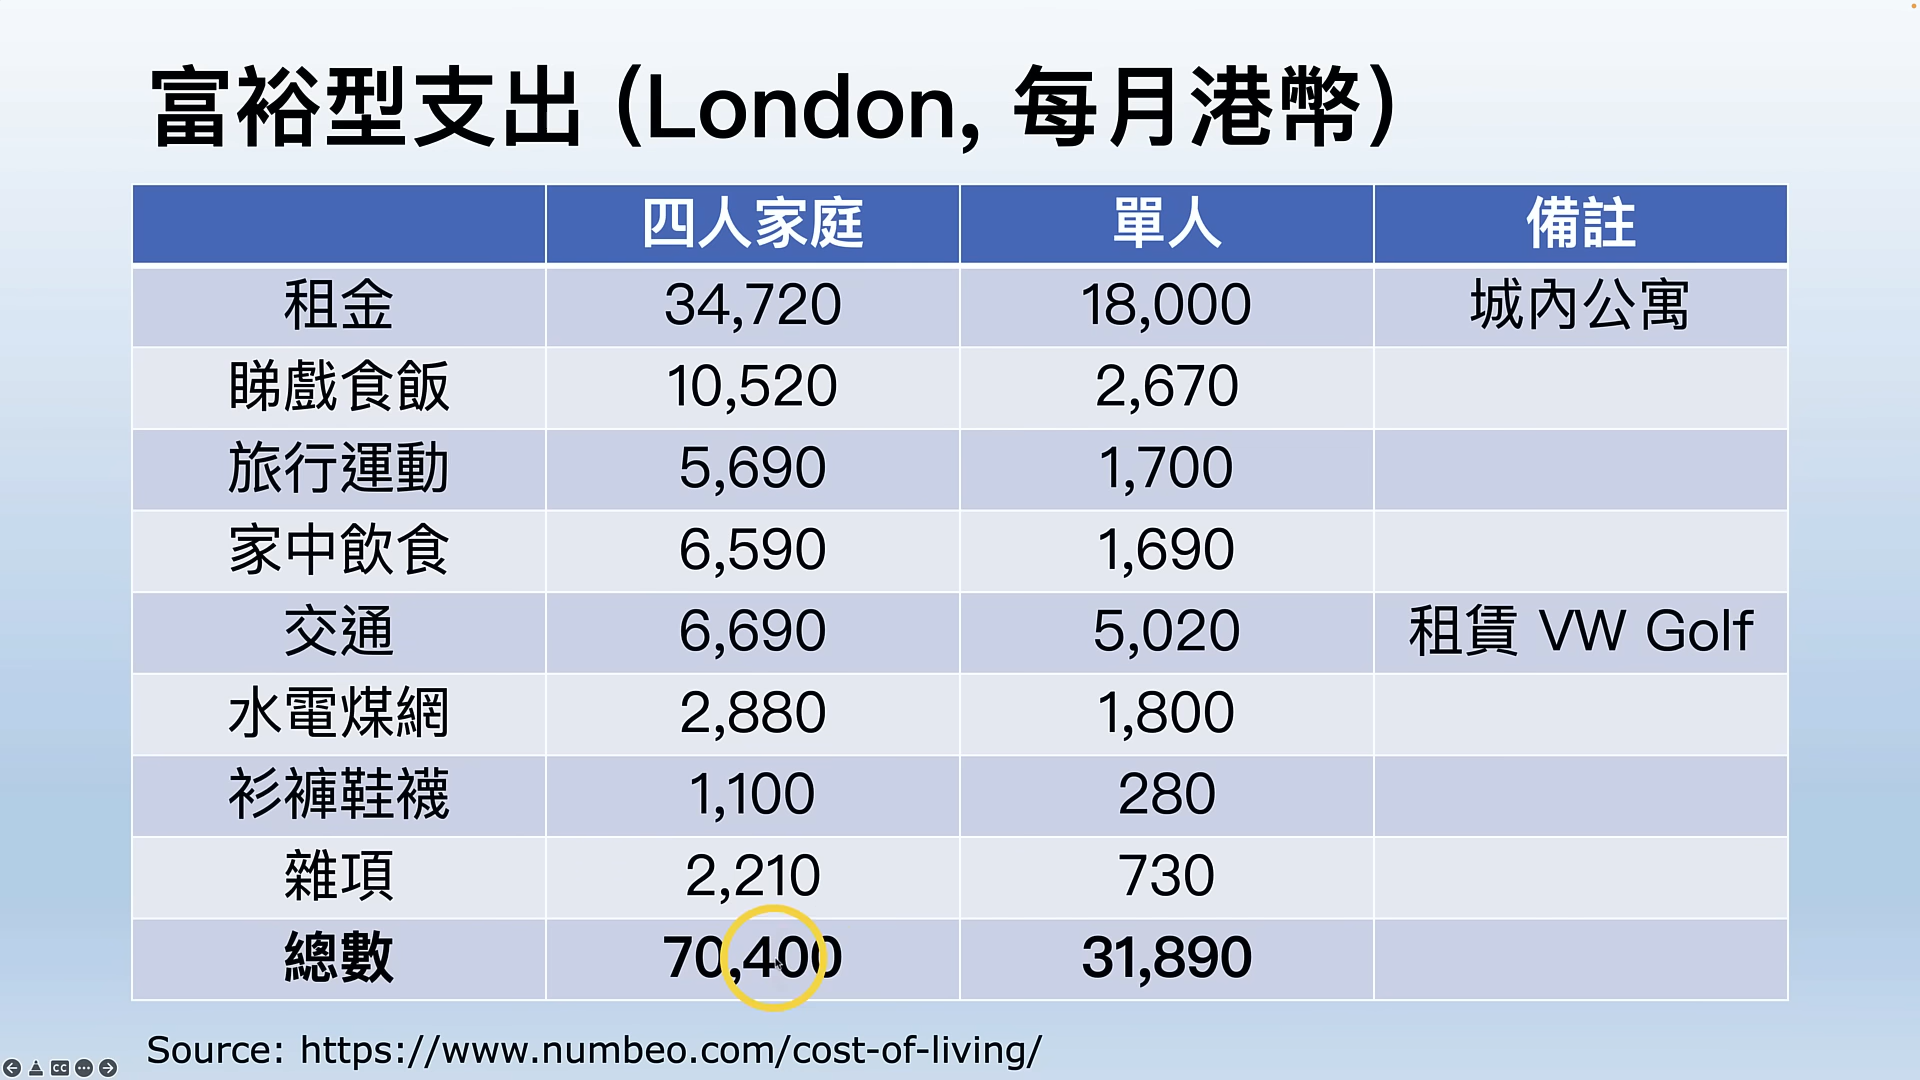 富裕型支出 (London, 每月港幣)
四人家庭 單人 備註
租金 34,720 18,000 城內公寓
睇戲食飯 10,520 2,670
旅行運動 5,690 1,700
家中飲食 6,590 1,690
交通 6,690 5,020 租賃 VW Golf
水電煤網 2,880 1,800
衫褲鞋襪 1,100 280
雜項 2,210 730
總數 70,400 31,890
Source: https://www.numbeo.com/cost-of-living/
CC